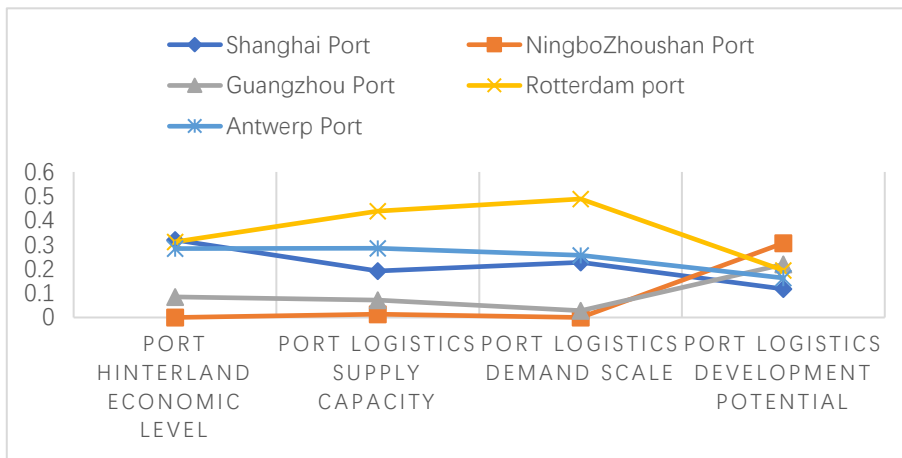 Shanghai Port
NingboZhoushan Port
Guangzhou Port
Rotterdam port
Antwerp Port
0.6
0.5
0.4
0.3
0.2
0.1
0
PORT
HINTERLAND
ECONOMIC
LEVEL
PORT LOGISTICS
SUPPLY
CAPACITY
PORT LOGISTICS
DEMAND SCALE
PORT LOGISTICS
DEVELOPMENT
POTENTIAL